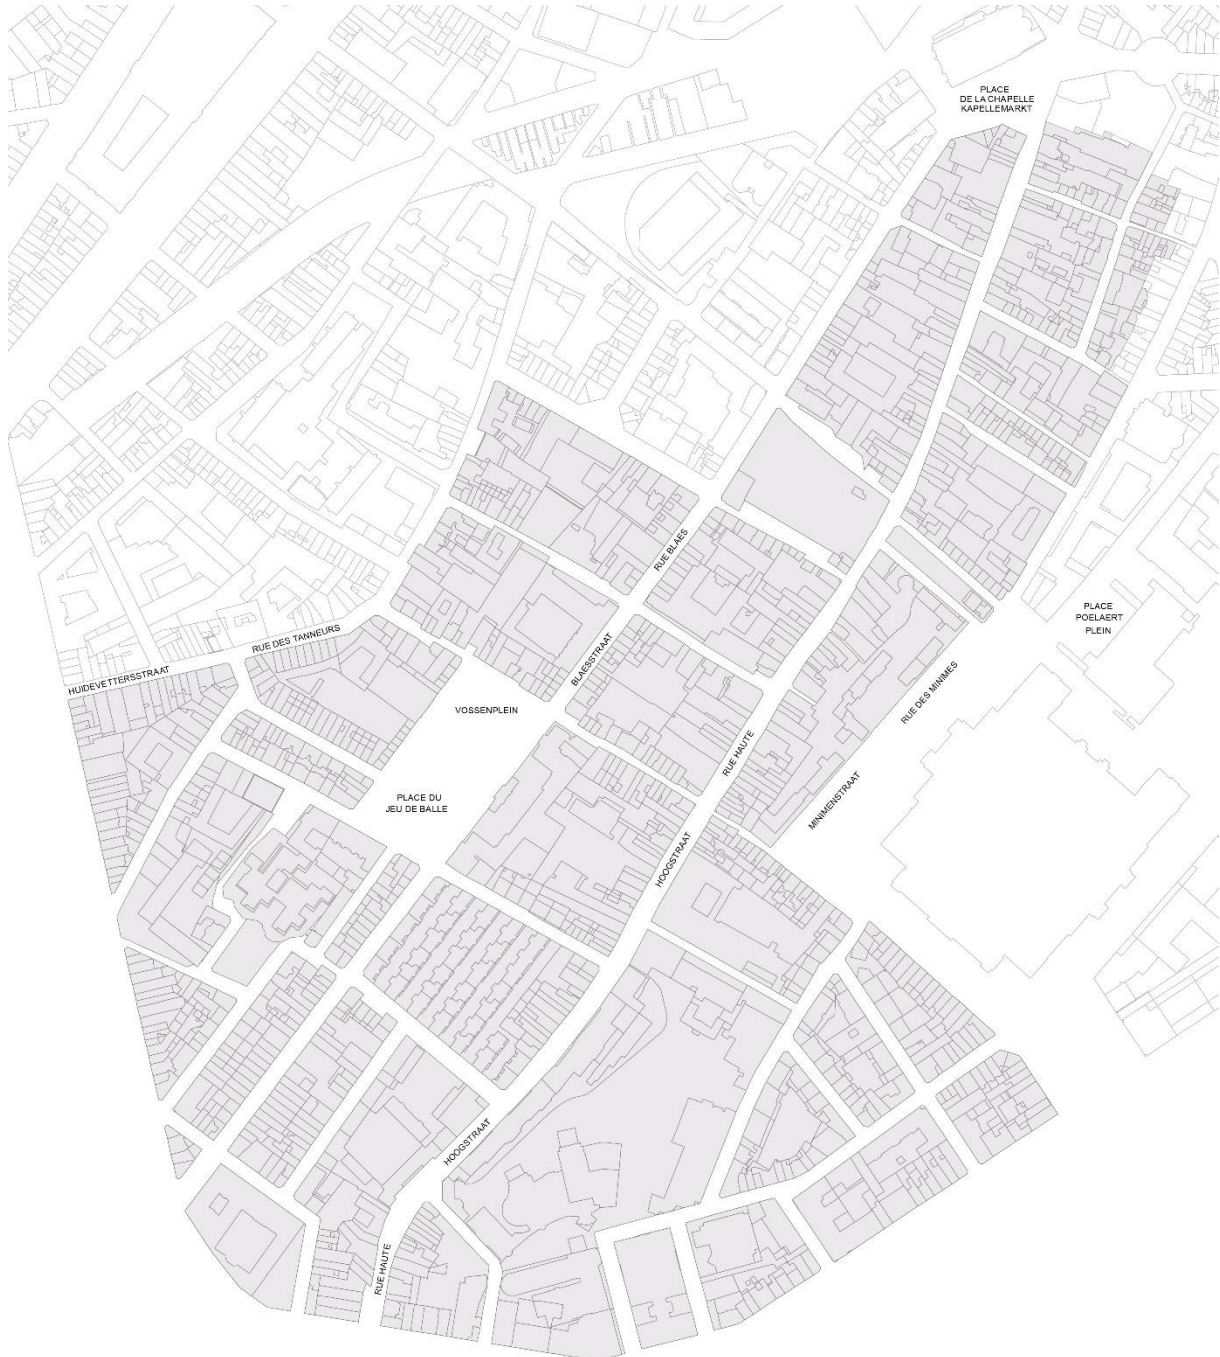 PLACE
DE LA CHAPELLE
KAPELLEMARKT
RUE BLAES
PLACE
POELAERT
PLEIN
RUE DES TANNEURS
HUIDEVETTERSSTRAAT
BLAESSTRAAT
RUE DES MINIMES
VOSSENPLEIN
RUE HAUTE
PLACE DU
JEU DE BALLE
MINIMENSTRAAT
HOOGSTRAAT
HOOGSTRAAT
RUE HAUTE